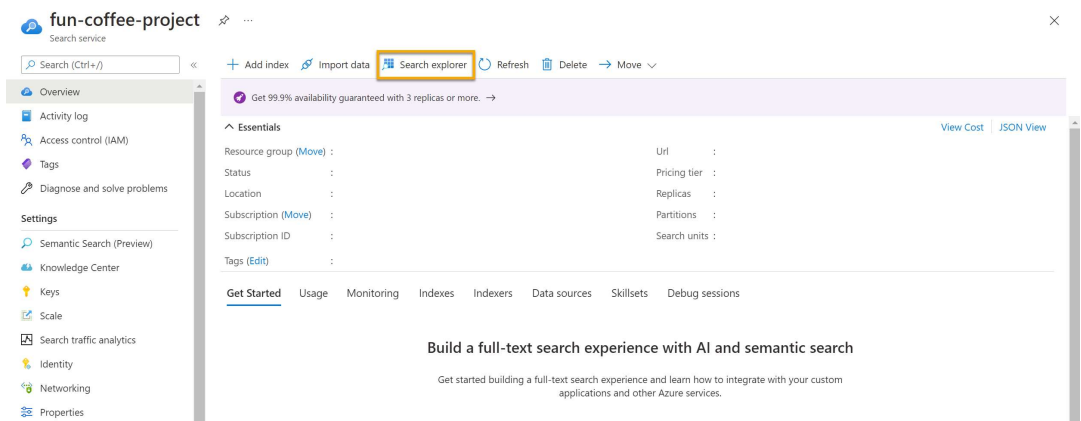 fun-coffee-project
Search service
Search (Ctrl+/)
«
Overview
Activity log
Access control (IAM)
Tags
Diagnose and solve problems
Settings
Semantic Search (Preview)
Knowledge Center
Keys
Scale
Search traffic analytics
Identity
Networking
Properties
Add index Import data Search explorer Refresh Delete Move
Get 99.9% availability guaranteed with 3 replicas or more. →
Essentials
View Cost JSON View
Resource group (Move) :
Status :
Location :
Subscription (Move) :
Subscription ID :
Tags (Edit) :
Url :
Pricing tier :
Replicas :
Partitions :
Search units :
Get Started Usage Monitoring Indexes Indexers Data sources Skillsets Debug sessions
Build a full-text search experience with AI and semantic search
Get started building a full-text search experience and learn how to integrate with your custom
applications and other Azure services.